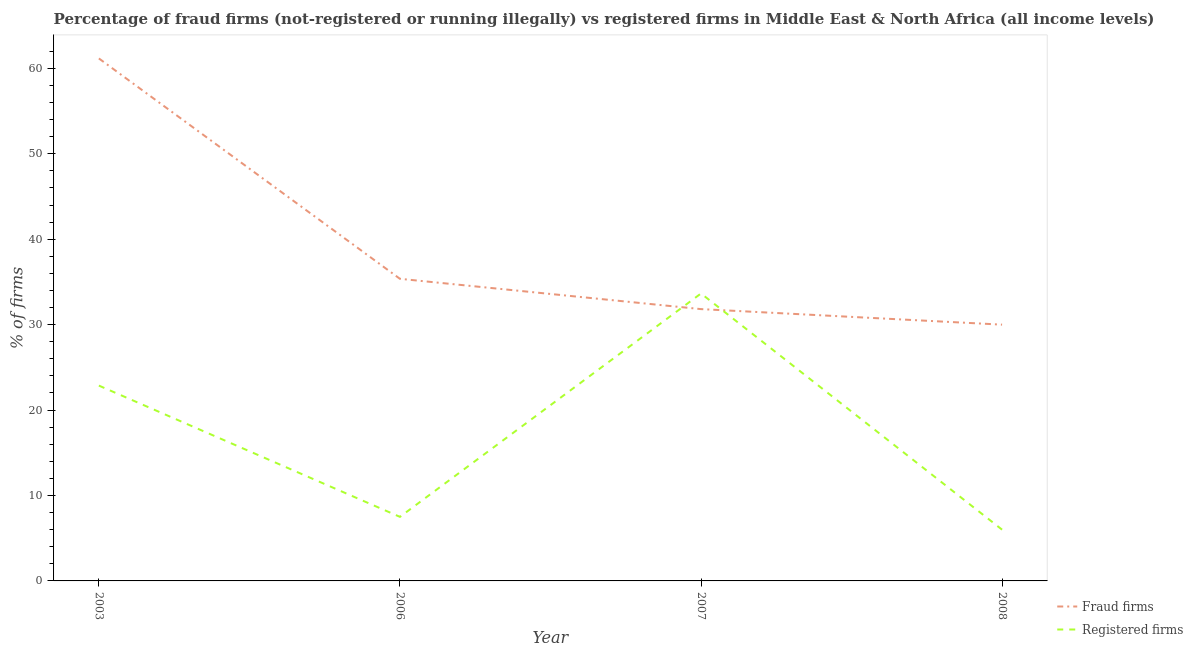 Percentage of fraud firms (not-registered or running illegally) vs registered firms in Middle East & North Africa (all income levels)
60
50
40
30
20
10
0
% of firms
2003
2006
2007
2008
Year
Fraud firms
Registered firms